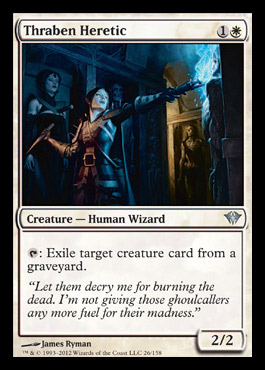 Thraben Heretic 1
Creature — Human Wizard
: Exile target creature card from a
graveyard.
“Let them decry me for burning the
dead. I’m not giving those ghoulcallers
any more fuel for their madness.”
James Ryman
™ & © 1993–2012 Wizards of the Coast LLC 26/158
2/2